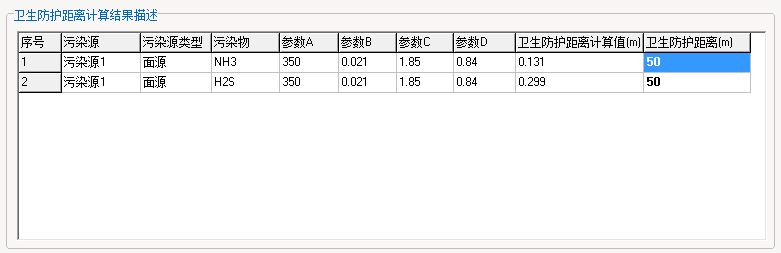 卫生防护距离计算结果描述
序号 污染源 污染源类型 污染物 参数A 参数B 参数C 参数D 卫生防护距离计算值(m) 卫生防护距离(m)
1 污染源1 面源 NH3 350 0.021 1.85 0.84 0.131 50
2 污染源1 面源 H2S 350 0.021 1.85 0.84 0.299 50